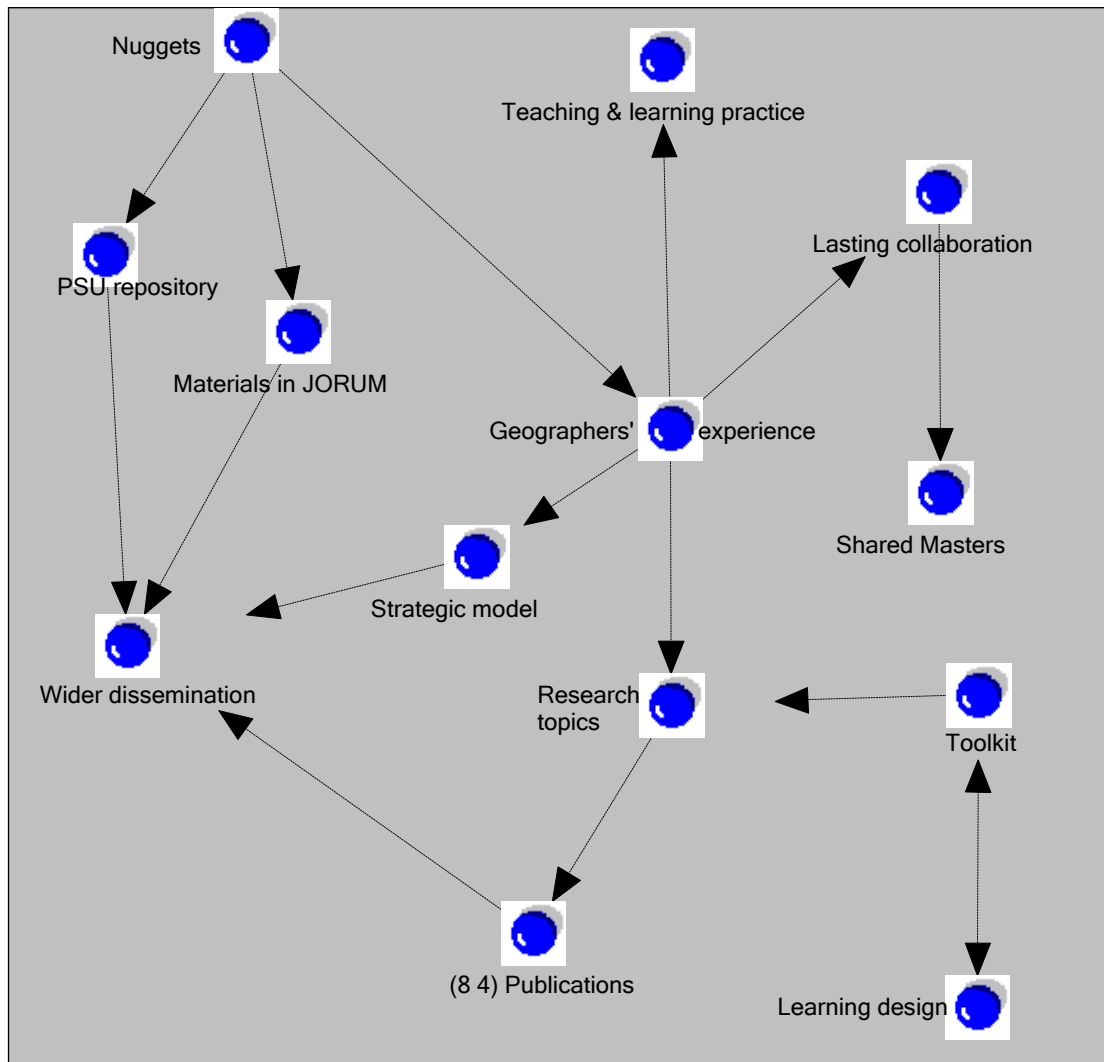 Nuggets
Teaching & learning practice
Lasting collaboration
PSU repository
Materials in JORUM
Geographers' experience
Shared Masters
Strategic model
Wider dissemination
Research
topics
Toolkit
(8 4) Publications
Learning design